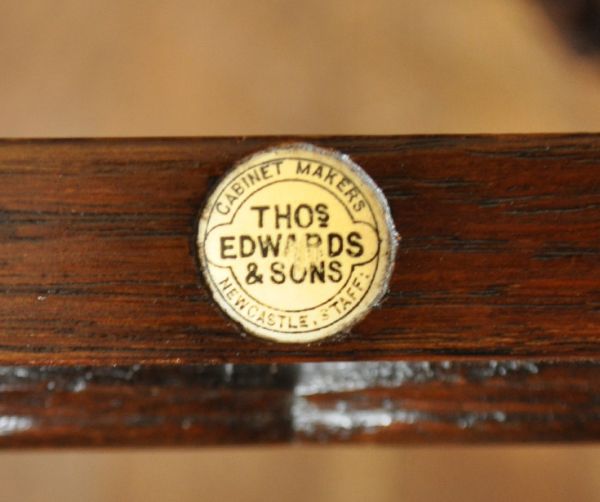 CABINET MAKERS
THOS
EDWARDS
& SONS
NEWCASTLE, STAFF: